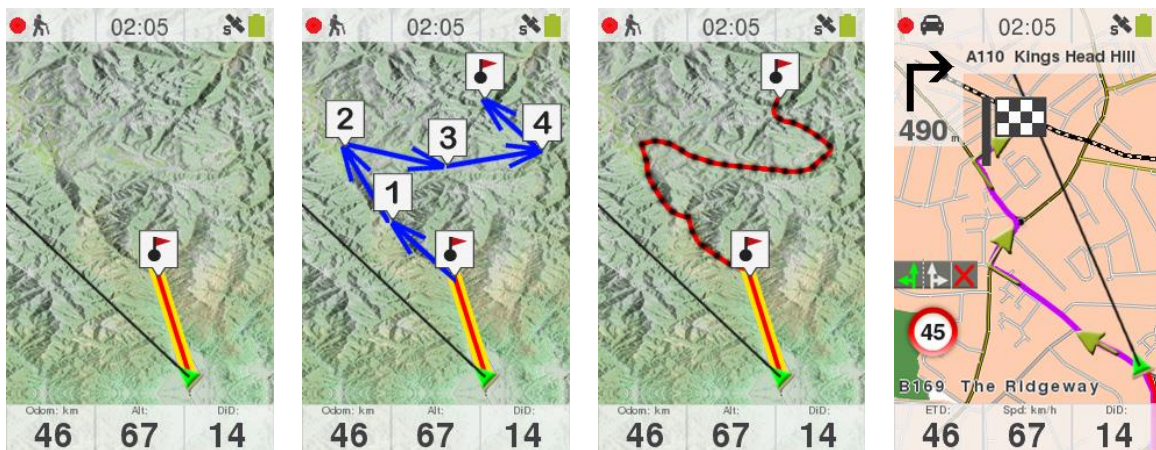 02:05
S
Odom: km Alt: DiD:
46 67 14
02:05
S
2
3
4
1
Odom: km Alt: DiD:
46 67 14
02:05
S
Odom: km Alt: DiD:
46 67 14
02:05
S
A110 Kings Head Hill
490 m
45
B169 The Ridgeway
ETD: Spd: km/h DiD:
46 67 14